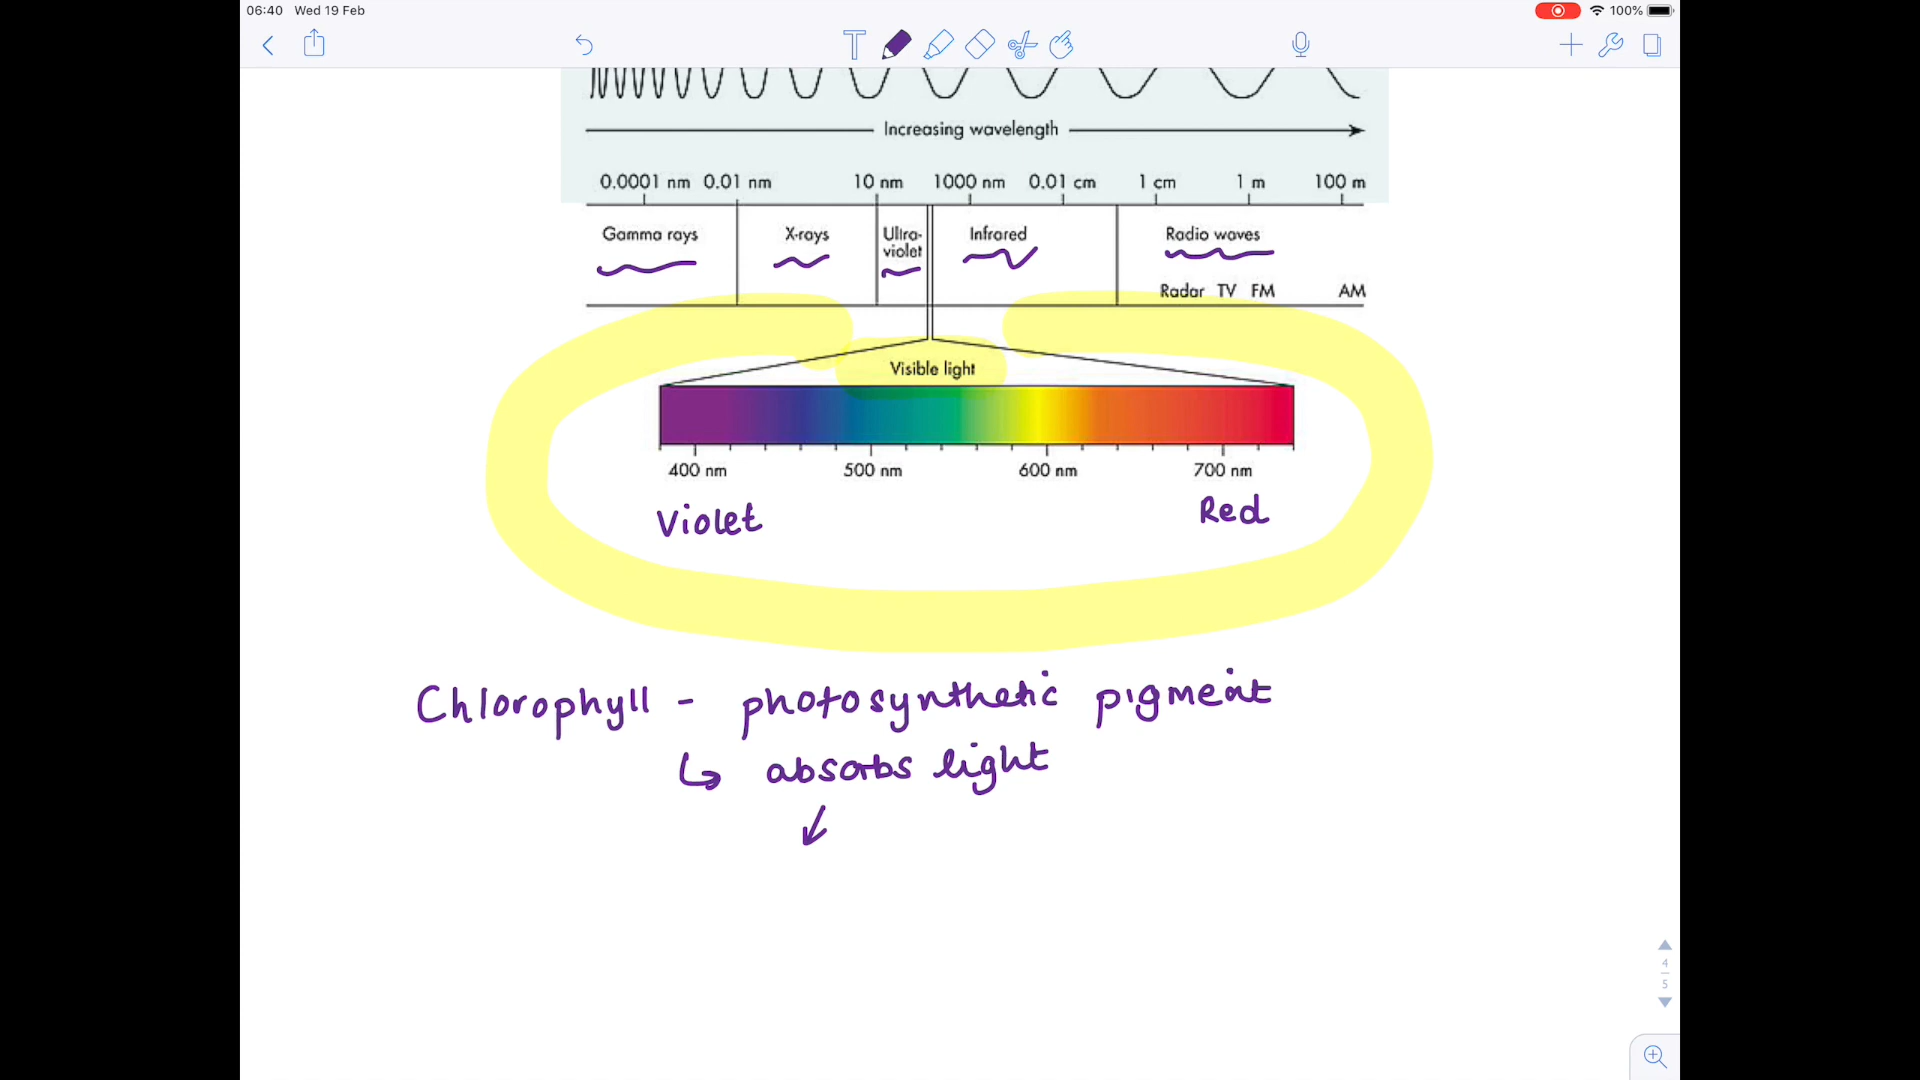 06:40 Wed 19 Feb
100%
T
Increasing wavelength
0.0001 nm 0.01 nm 10 nm 1000 nm 0.01 cm 1 cm 1 m 100 m
Gamma rays X-rays Ultra-violet Infrared Radio waves
Radar TV FM AM
Visible light
400 nm 500 nm 600 nm 700 nm
Violet Red
Chlorophyll - photosynthetic pigment
↳ absorbs light
↙
4
5